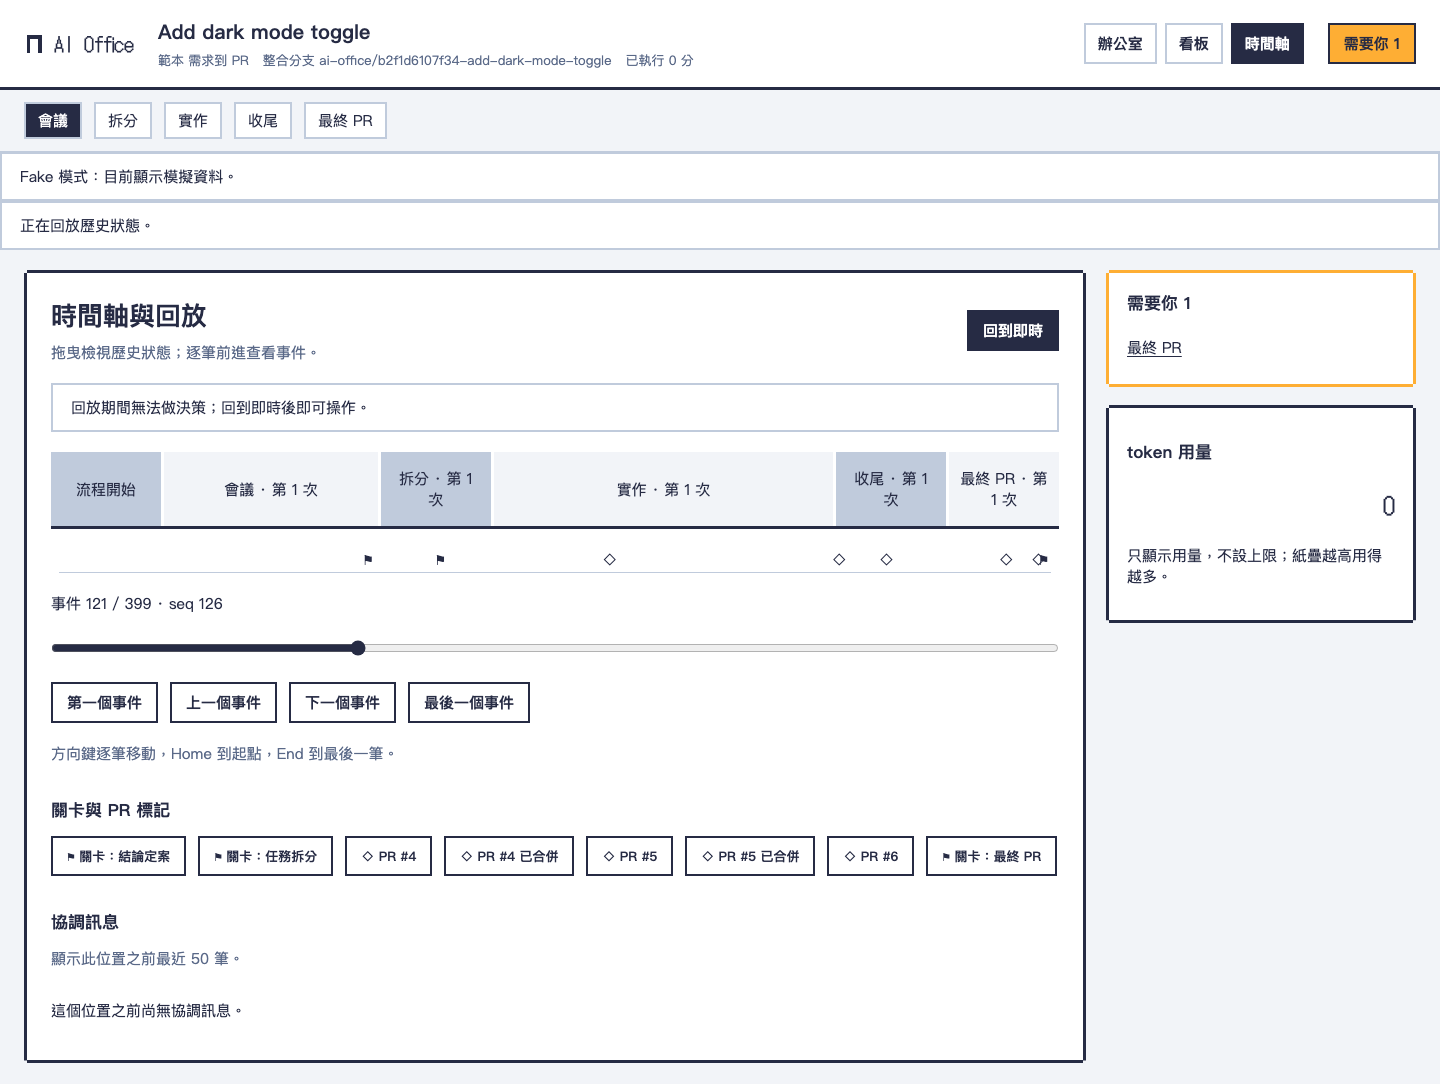 AI Office
Add dark mode toggle
範本 需求到 PR 整合分支 ai-office/b2f1d6107f34-add-dark-mode-toggle 已執行 0 分
辦公室
看板
時間軸
需要你 1
會議
拆分
實作
收尾
最終 PR
Fake 模式：目前顯示模擬資料。
正在回放歷史狀態。
時間軸與回放
拖曳檢視歷史狀態；逐筆前進查看事件。
回到即時
回放期間無法做決策；回到即時後即可操作。
流程開始
會議 · 第 1 次
拆分 · 第 1
次
實作 · 第 1 次
收尾 · 第 1
次
最終 PR · 第
1 次
事件 121 / 399 · seq 126
第一個事件
上一個事件
下一個事件
最後一個事件
方向鍵逐筆移動，Home 到起點，End 到最後一筆。
關卡與 PR 標記
⚑ 關卡：結論定案
⚑ 關卡：任務拆分
◇ PR #4
◇ PR #4 已合併
◇ PR #5
◇ PR #5 已合併
◇ PR #6
⚑ 關卡：最終 PR
協調訊息
顯示此位置之前最近 50 筆。
這個位置之前尚無協調訊息。
需要你 1
最終 PR
token 用量
0
只顯示用量，不設上限；紙疊越高用得
越多。